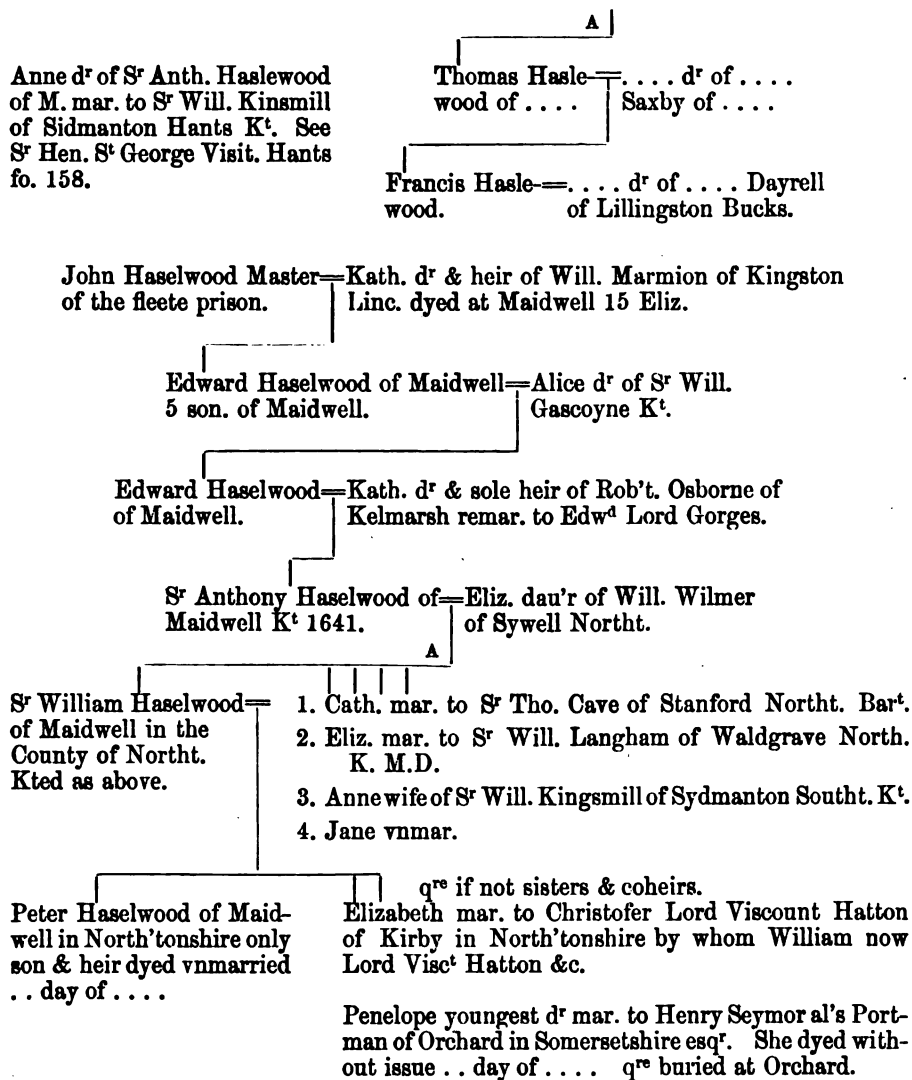 A
Anne dʳ of Sʳ Anth. Haslewood
of M. mar. to Sʳ Will. Kinsmill
of Sidmanton Hants Kᵗ. See
Sʳ Hen. Sᵗ George Visit. Hants
fo. 158.
Thomas Hasle-=. . . . dʳ of . . . .
wood of . . . . Saxby of . . . .
Francis Hasle-=. . . . dʳ of . . . . Dayrell
wood. of Lillingston Bucks.
John Haselwood Master=Kath. dʳ & heir of Will. Marmion of Kingston
of the fleete prison. Linc. dyed at Maidwell 15 Eliz.
Edward Haselwood of Maidwell=Alice dʳ of Sʳ Will.
5 son. of Maidwell. Gascoyne Kᵗ.
Edward Haselwood=Kath. dʳ & sole heir of Rob't. Osborne of
of Maidwell. Kelmarsh remar. to Edwᵈ Lord Gorges.
Sʳ Anthony Haselwood of=Eliz. dau'r of Will. Wilmer
Maidwell Kᵗ 1641. of Sywell Northt.
A
Sʳ William Haselwood=
of Maidwell in the
County of Northt.
Kted as above.
1. Cath. mar. to Sʳ Tho. Cave of Stanford Northt. Barᵗ.
2. Eliz. mar. to Sʳ Will. Langham of Waldgrave North.
K. M.D.
3. Anne wife of Sʳ Will. Kingsmill of Sydmanton Southt. Kᵗ.
4. Jane vnmar.
Peter Haselwood of Maid-
well in North'tonshire only
son & heir dyed vnmarried
. . day of . . . .
qʳᵉ if not sisters & coheirs.
Elizabeth mar. to Christofer Lord Viscount Hatton
of Kirby in North'tonshire by whom William now
Lord Viscᵗ Hatton &c.
Penelope youngest dʳ mar. to Henry Seymor al's Port-
man of Orchard in Somersetshire esqʳ. She dyed with-
out issue . . day of . . . . qʳᵉ buried at Orchard.